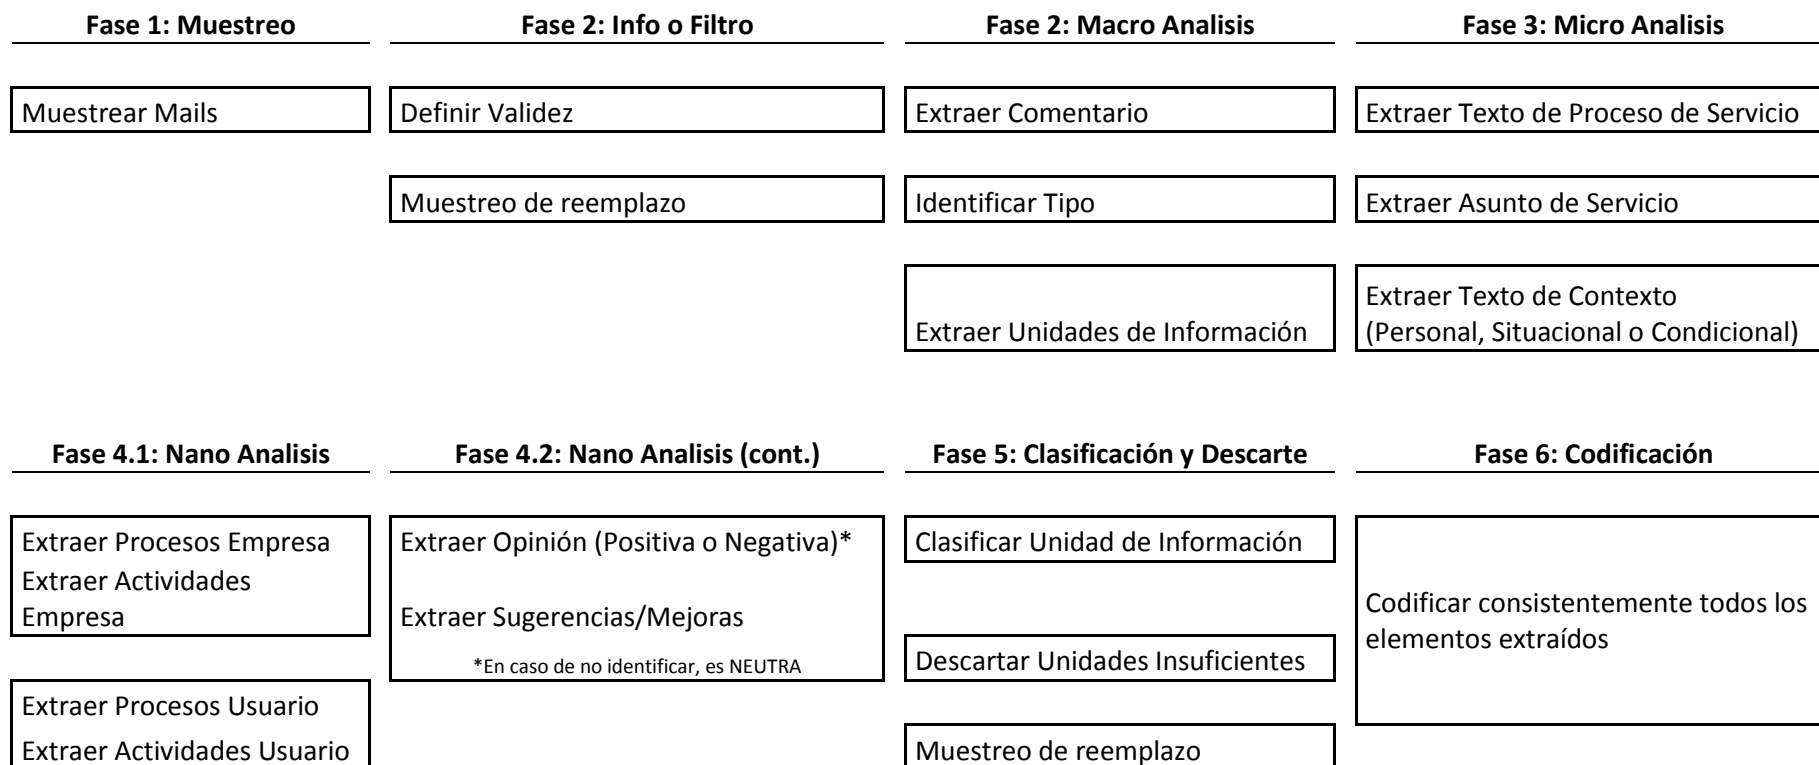 Fase 1: Muestreo
Muestrear Mails
Fase 2: Info o Filtro
Definir Validez
Muestreo de reemplazo
Fase 2: Macro Analisis
Extraer Comentario
Identificar Tipo
Extraer Unidades de Información
Fase 3: Micro Analisis
Extraer Texto de Proceso de Servicio
Extraer Asunto de Servicio
Extraer Texto de Contexto
(Personal, Situacional o Condicional)
Fase 4.1: Nano Analisis
Extraer Procesos Empresa
Extraer Actividades
Empresa
Extraer Procesos Usuario
Extraer Actividades Usuario
Fase 4.2: Nano Analisis (cont.)
Extraer Opinión (Positiva o Negativa)*
Extraer Sugerencias/Mejoras
*En caso de no identificar, es NEUTRA
Fase 5: Clasificación y Descarte
Clasificar Unidad de Información
Descartar Unidades Insuficientes
Muestreo de reemplazo
Fase 6: Codificación
Codificar consistentemente todos los
elementos extraídos